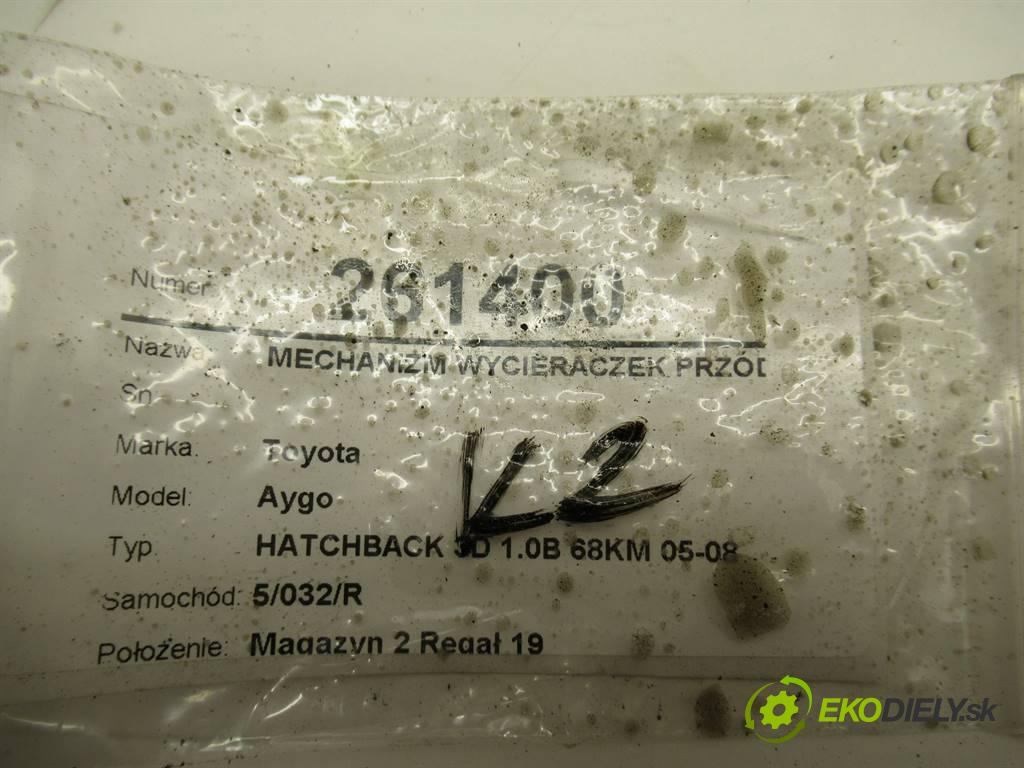 Numer 261400
Nazwa MECHANIZM WYCIERACZEK PRZÓD
Sn
Marka: Toyota
K2
Model: Aygo
Typ HATCHBACK 1.0B 68KM 05-08
Samochód: 5/032/R
Położenie: Magazyn 2 Regał 19
EKODIELY.sk